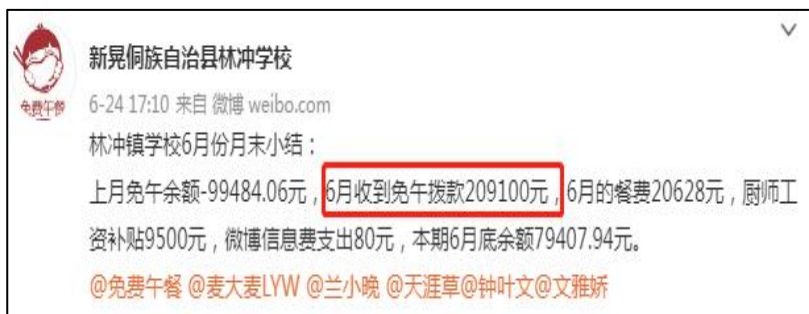 新晃侗族自治县林冲学校
免费午餐
6-24 17:10 来自 微博 weibo.com
林冲镇学校6月份月末小结：
上月免午余额-99484.06元，6月收到免午拨款209100元，6月的餐费20628元，厨师工
资补贴9500元，微博信息费支出80元，本期6月底余额79407.94元。
@免费午餐 @麦大麦LYW @兰小晚 @天涯草@钟叶文@文雅娇